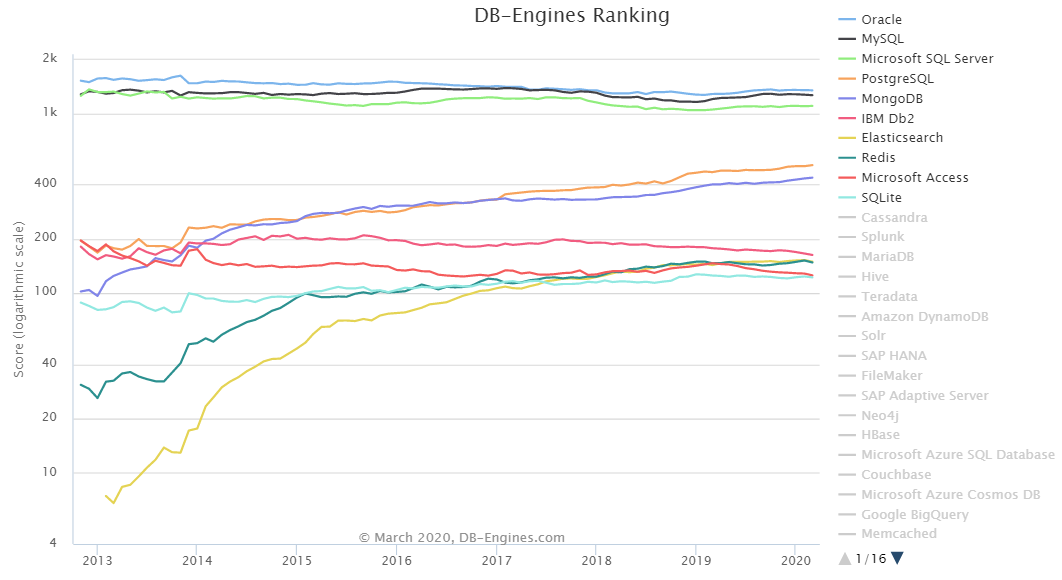 DB-Engines Ranking
Score (logarithmic scale)
2k
1k
400
200
100
40
20
10
4
2013 2014 2015 2016 2017 2018 2019 2020
© March 2020, DB-Engines.com
Oracle
MySQL
Microsoft SQL Server
PostgreSQL
MongoDB
IBM Db2
Elasticsearch
Redis
Microsoft Access
SQLite
Cassandra
Splunk
MariaDB
Hive
Teradata
Amazon DynamoDB
Solr
SAP HANA
FileMaker
SAP Adaptive Server
Neo4j
HBase
Microsoft Azure SQL Database
Couchbase
Microsoft Azure Cosmos DB
Google BigQuery
Memcached
1/16